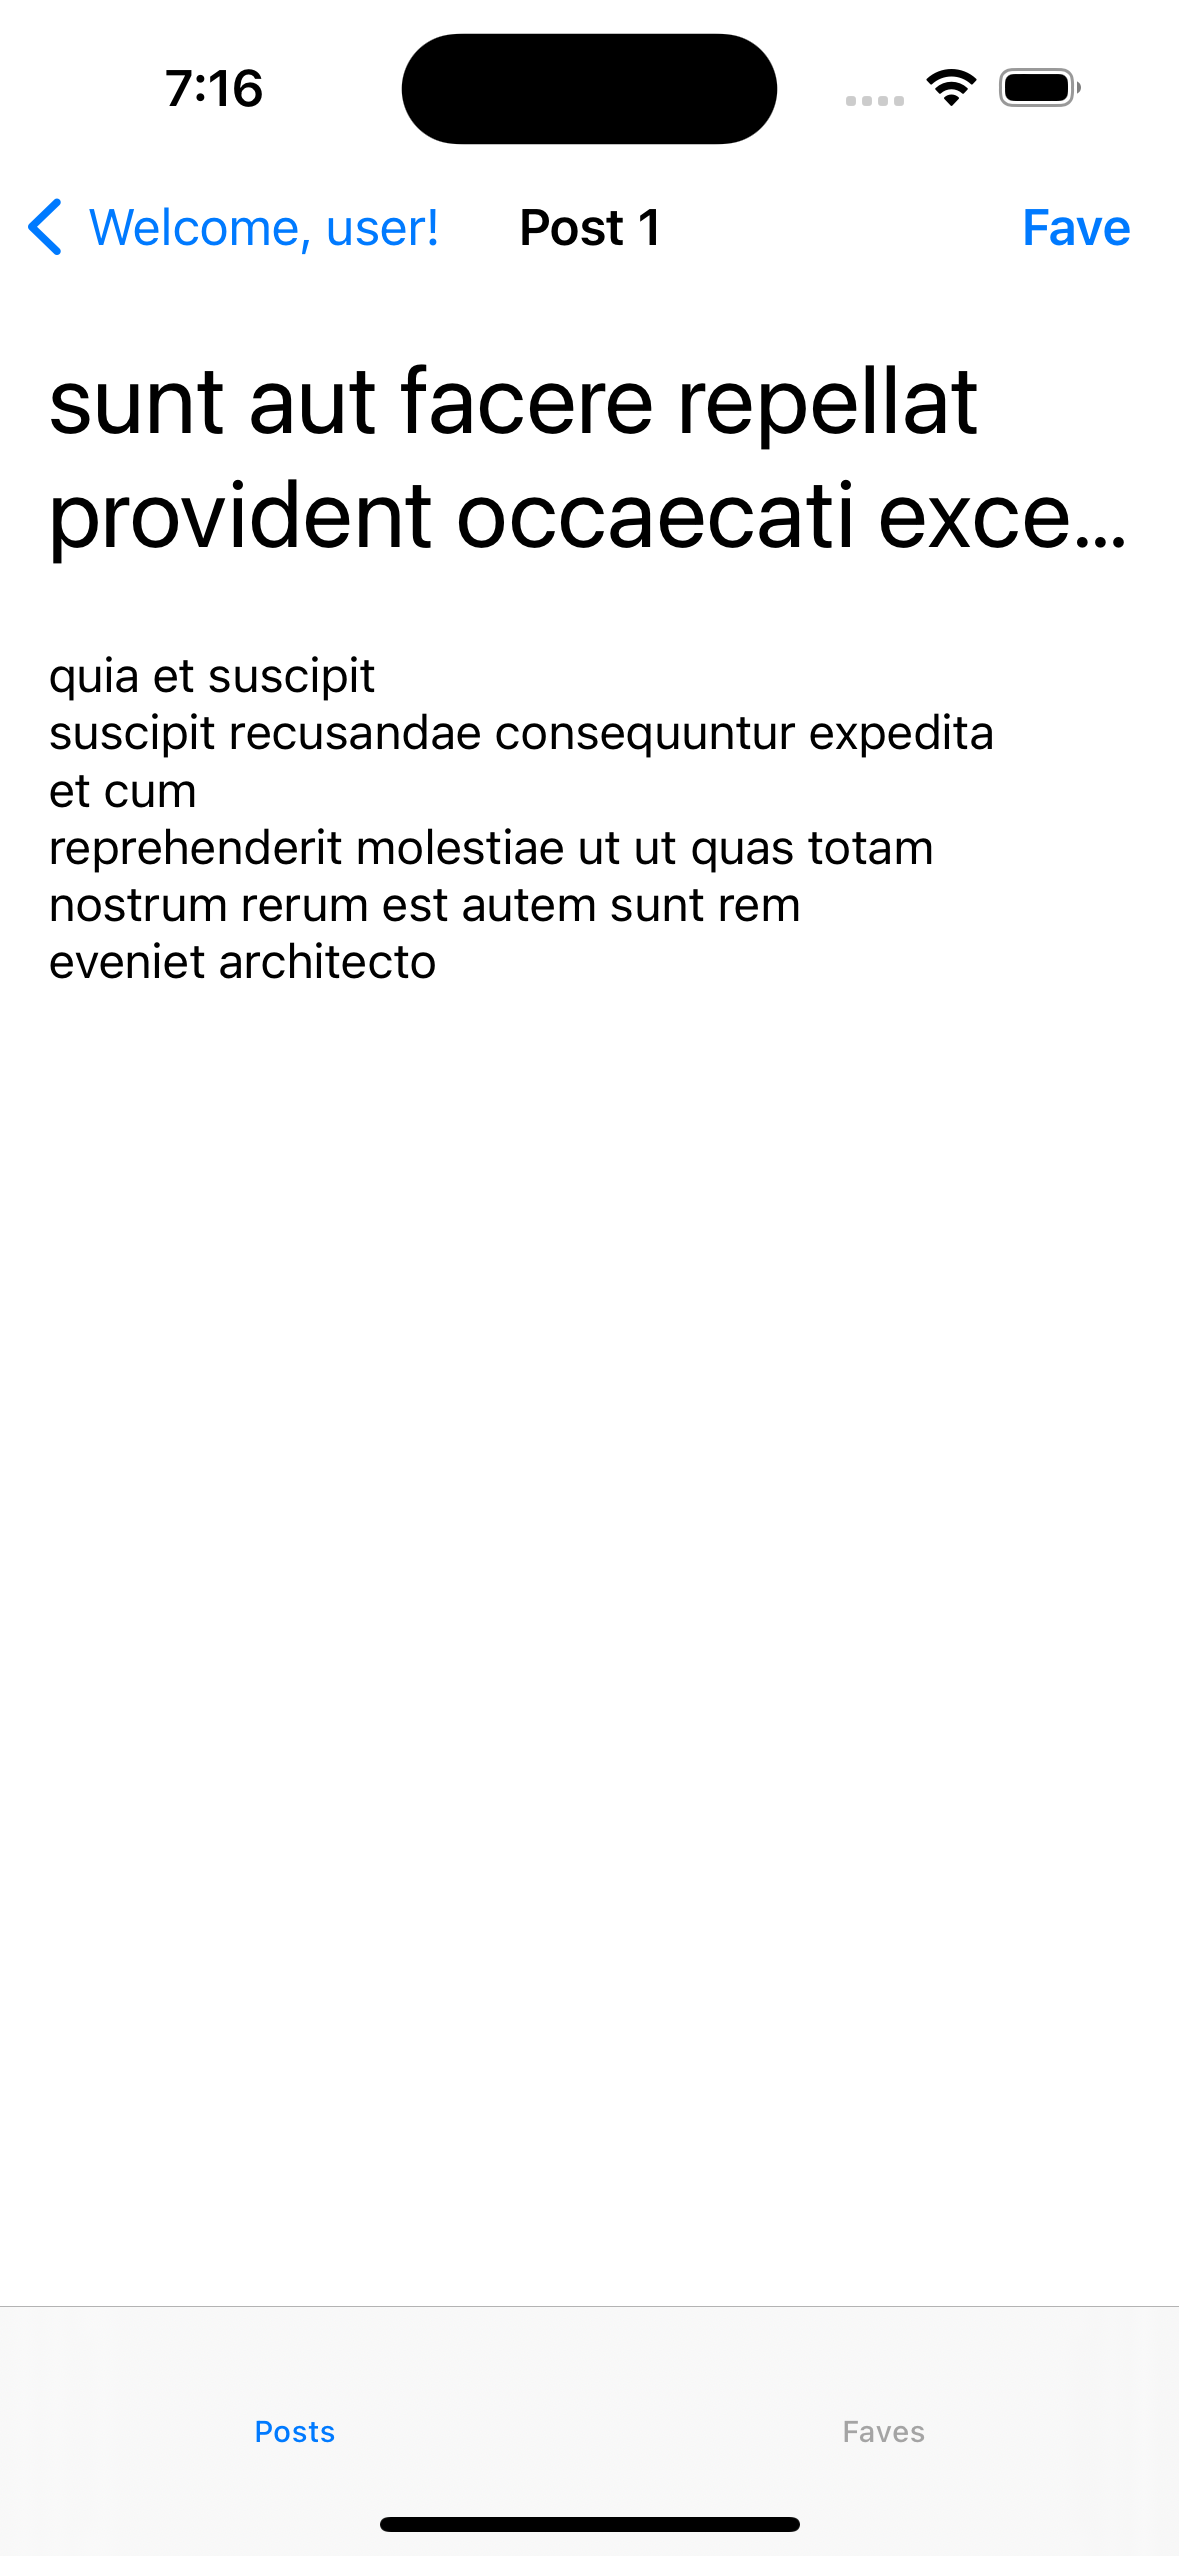 7:16
Welcome, user!
Post 1
Fave
sunt aut facere repellat
provident occaecati exce...
quia et suscipit
suscipit recusandae consequuntur expedita
et cum
reprehenderit molestiae ut ut quas totam
nostrum rerum est autem sunt rem
eveniet architecto
Posts
Faves